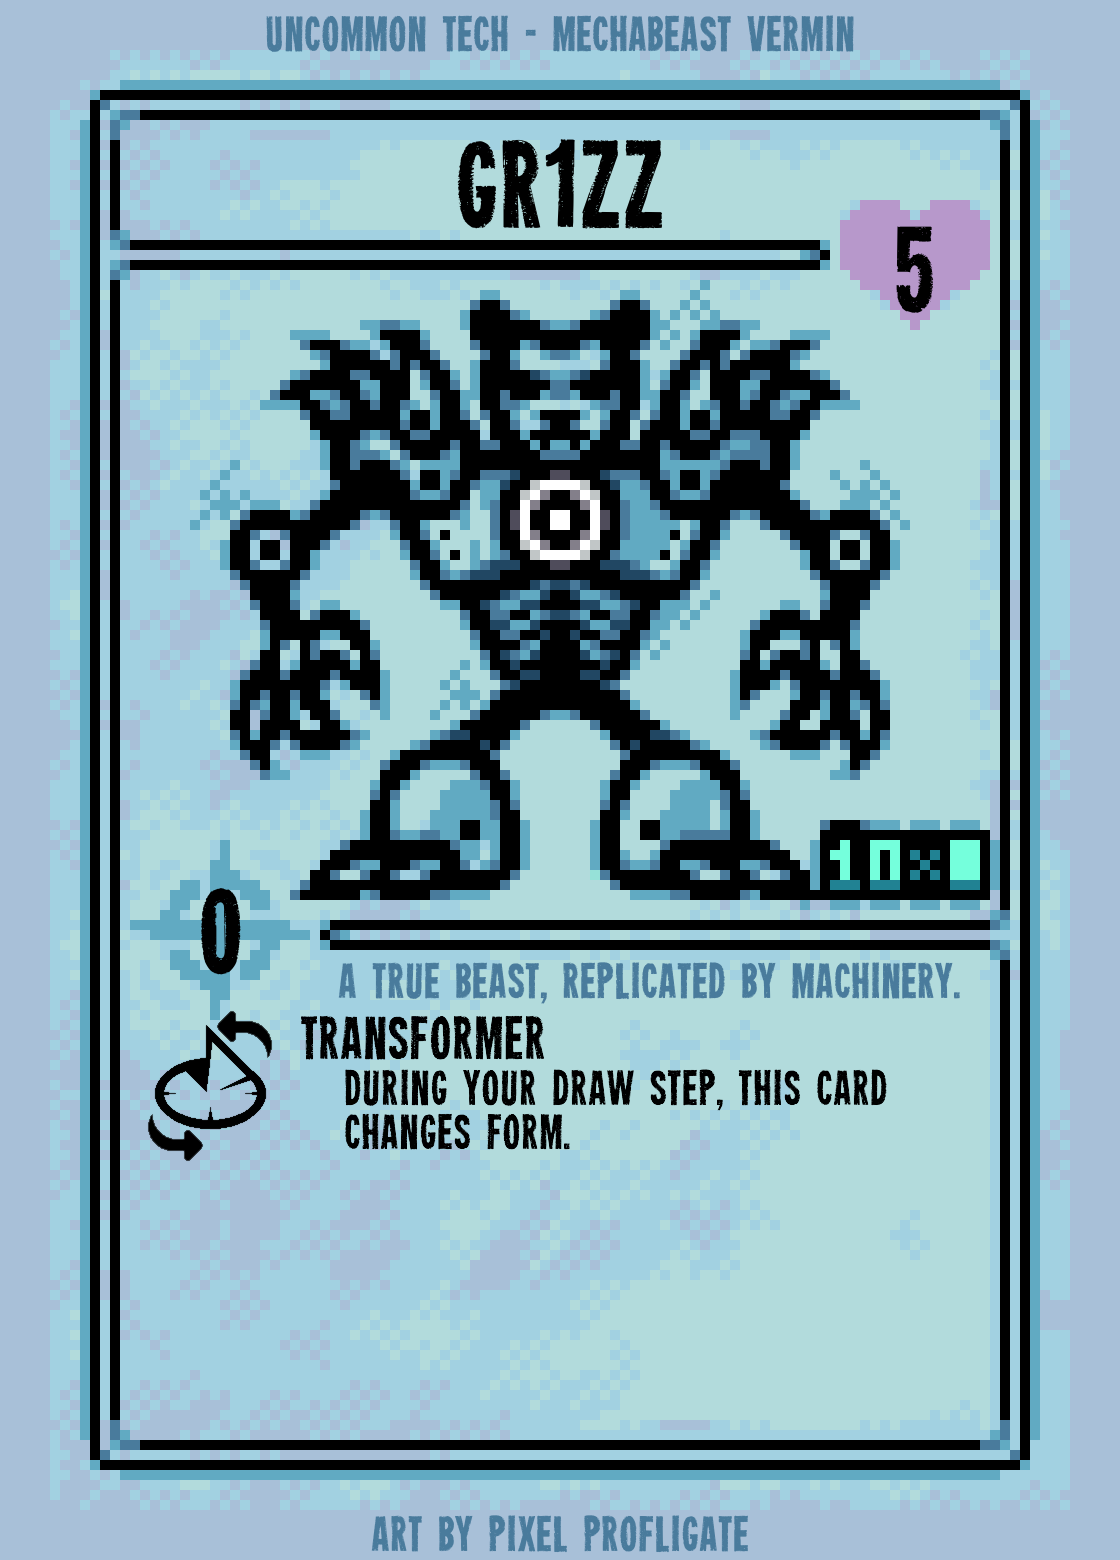 UNCOMMON TECH - MECHABEAST VERMIN
GR1ZZ
5
10×
0
A TRUE BEAST, REPLICATED BY MACHINERY.
TRANSFORMER
DURING YOUR DRAW STEP, THIS CARD
CHANGES FORM.
ART BY PIXEL PROFLIGATE